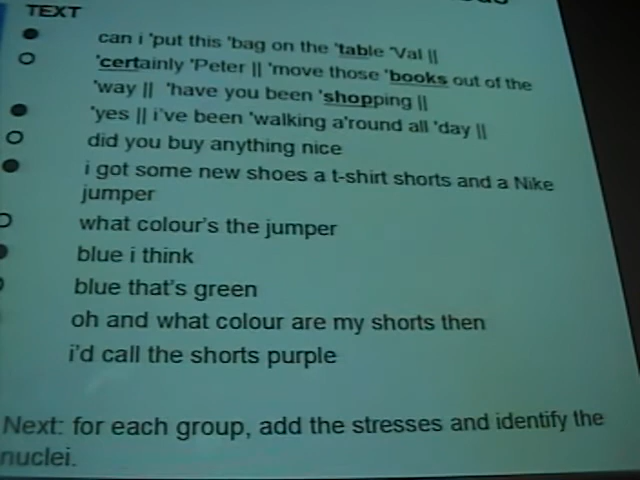 TEXT
can i 'put this 'bag on the 'table 'Val ||
'certainly 'Peter || 'move those 'books out of the
'way || 'have you been 'shopping ||
'yes || i've been 'walking a'round all 'day ||
did you buy anything nice
i got some new shoes a t-shirt shorts and a Nike
jumper
what colour's the jumper
blue i think
blue that's green
oh and what colour are my shorts then
i'd call the shorts purple
Next: for each group, add the stresses and identify the
nuclei.